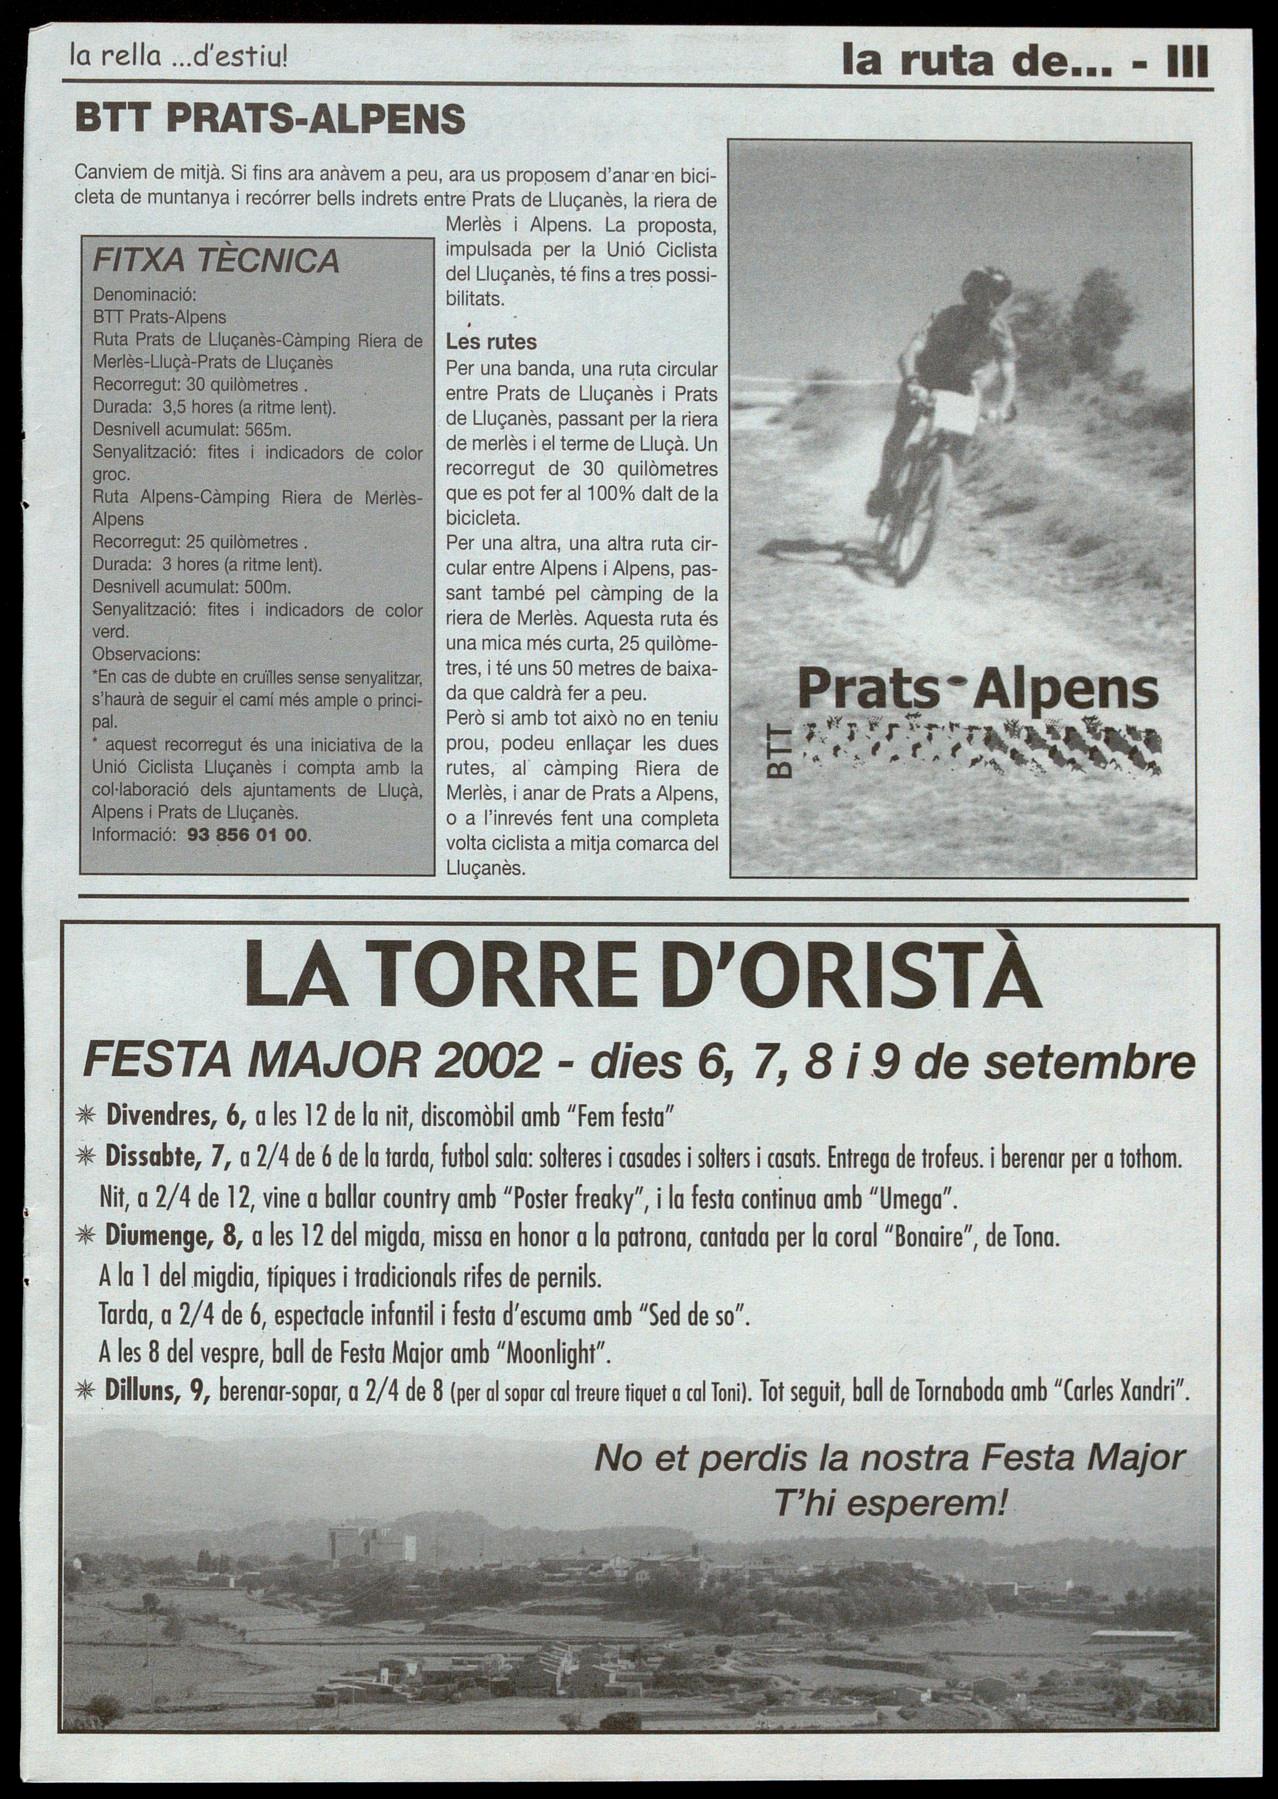 la rella ...d'estiu!
la ruta de... - III
BTT PRATS-ALPENS
Canviem de mitjà. Si fins ara anàvem a peu, ara us proposem d'anar en bici-
cleta de muntanya i recórrer bells indrets entre Prats de Lluçanès, la riera de
Merlès i Alpens. La proposta,
impulsada per la Unió Ciclista
del Lluçanès, té fins a tres possi-
bilitats.
Les rutes
Per una banda, una ruta circular
entre Prats de Lluçanès i Prats
de Lluçanès, passant per la riera
de merlès i el terme de Lluçà. Un
recorregut de 30 quilòmetres
que es pot fer al 100% dalt de la
bicicleta.
Per una altra, una altra ruta cir-
cular entre Alpens i Alpens, pas-
sant també pel càmping de la
riera de Merlès. Aquesta ruta és
una mica més curta, 25 quilòme-
tres, i té uns 50 metres de baixa-
da que caldrà fer a peu.
Però si amb tot això no en teniu
prou, podeu enllaçar les dues
rutes, al càmping Riera de
Merlès, i anar de Prats a Alpens,
o a l'inrevés fent una completa
volta ciclista a mitja comarca del
Lluçanès.
FITXA TÈCNICA
Denominació:
BTT Prats-Alpens
Ruta Prats de Lluçanès-Càmping Riera de
Merlès-Lluçà-Prats de Lluçanès
Recorregut: 30 quilòmetres .
Durada: 3,5 hores (a ritme lent).
Desnivell acumulat: 565m.
Senyalització: fites i indicadors de color
groc.
Ruta Alpens-Càmping Riera de Merlès-
Alpens
Recorregut: 25 quilòmetres .
Durada: 3 hores (a ritme lent).
Desnivell acumulat: 500m.
Senyalització: fites i indicadors de color
verd.
Observacions:
*En cas de dubte en cruïlles sense senyalitzar,
s'haurà de seguir el camí més ample o princi-
pal.
* aquest recorregut és una iniciativa de la
Unió Ciclista Lluçanès i compta amb la
col·laboració dels ajuntaments de Lluçà,
Alpens i Prats de Lluçanès.
Informació: 93 856 01 00.
Prats-Alpens
BTT
LA TORRE D'ORISTÀ
FESTA MAJOR 2002 - dies 6, 7, 8 i 9 de setembre
✳ Divendres, 6, a les 12 de la nit, discomòbil amb "Fem festa"
✳ Dissabte, 7, a 2/4 de 6 de la tarda, futbol sala: solteres i casades i solters i casats. Entrega de trofeus. i berenar per a tothom.
Nit, a 2/4 de 12, vine a ballar country amb "Poster freaky", i la festa continua amb "Umega".
✳ Diumenge, 8, a les 12 del migda, missa en honor a la patrona, cantada per la coral "Bonaire", de Tona.
A la 1 del migdia, típiques i tradicionals rifes de pernils.
Tarda, a 2/4 de 6, espectacle infantil i festa d'escuma amb "Sed de so".
A les 8 del vespre, ball de Festa Major amb "Moonlight".
✳ Dilluns, 9, berenar-sopar, a 2/4 de 8 (per al sopar cal treure tiquet a cal Toni). Tot seguit, ball de Tornaboda amb "Carles Xandri".
No et perdis la nostra Festa Major
T'hi esperem!